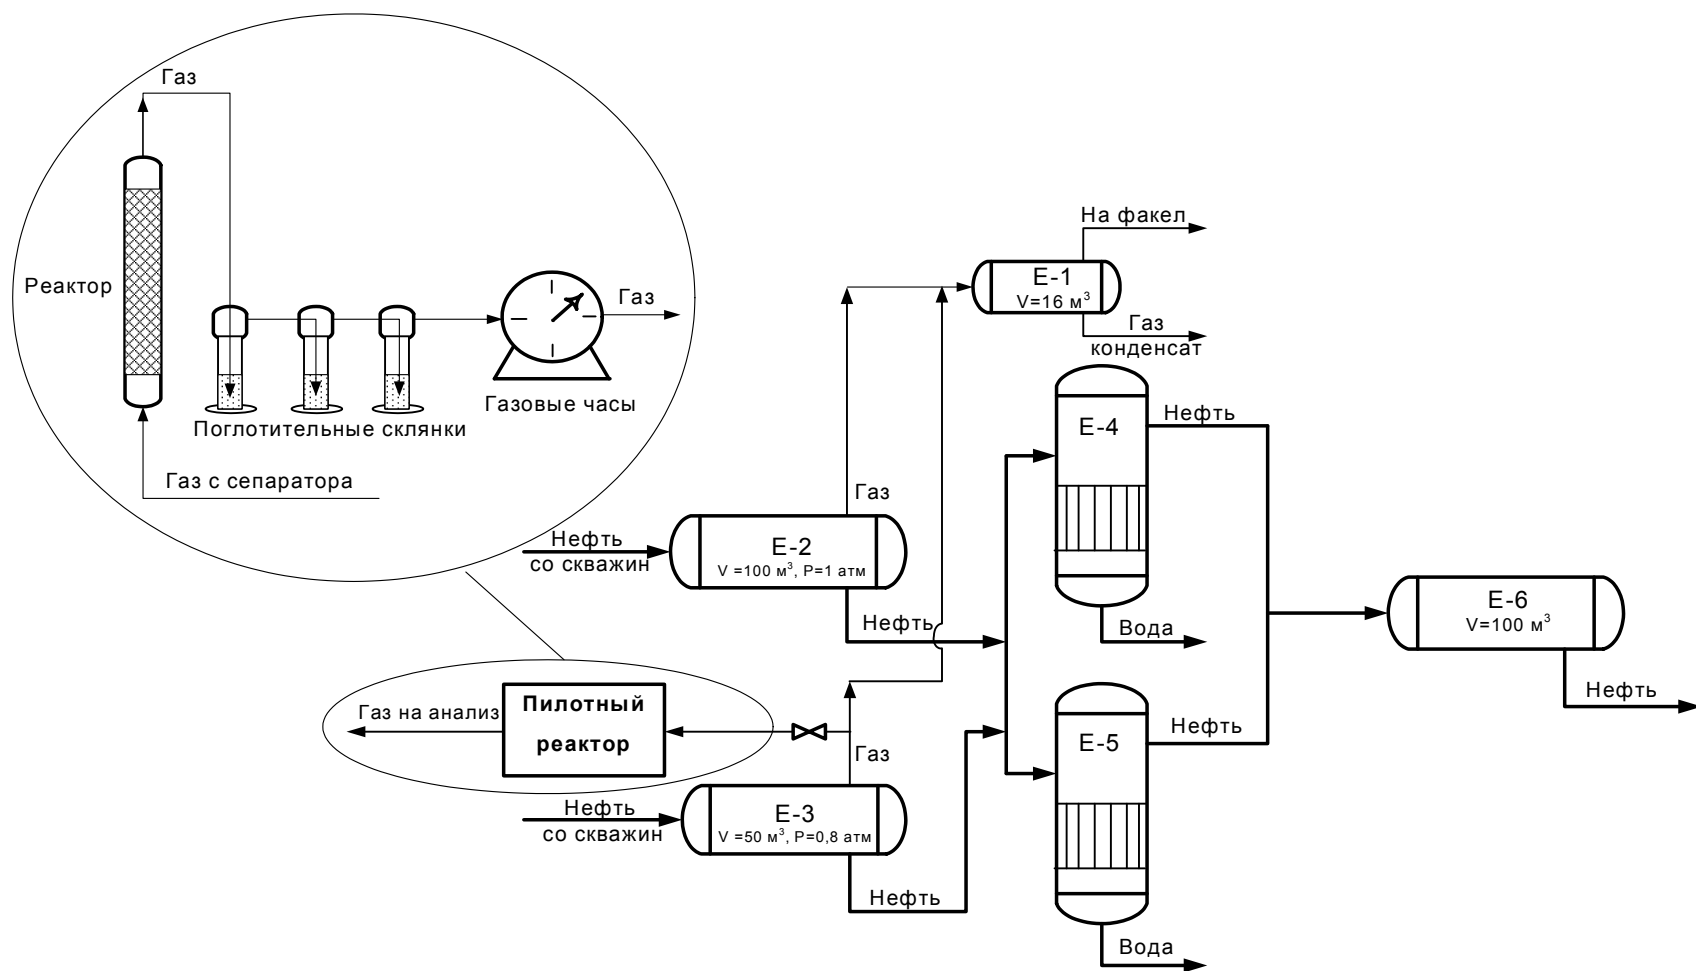 Газ
Реактор
Газ
Газовые часы
Поглотительные склянки
Газ с сепаратора
На факел
Е-1
V=16 м³
Газ
конденсат
Е-4
Нефть
Газ
Нефть
со скважин
Е-2
V =100 м³, Р=1 атм
Нефть
Вода
Е-6
V=100 м³
Нефть
Газ на анализ
Пилотный
реактор
Газ
Нефть
Е-5
Нефть
со скважин
Е-3
V =50 м³, Р=0,8 атм
Нефть
Вода